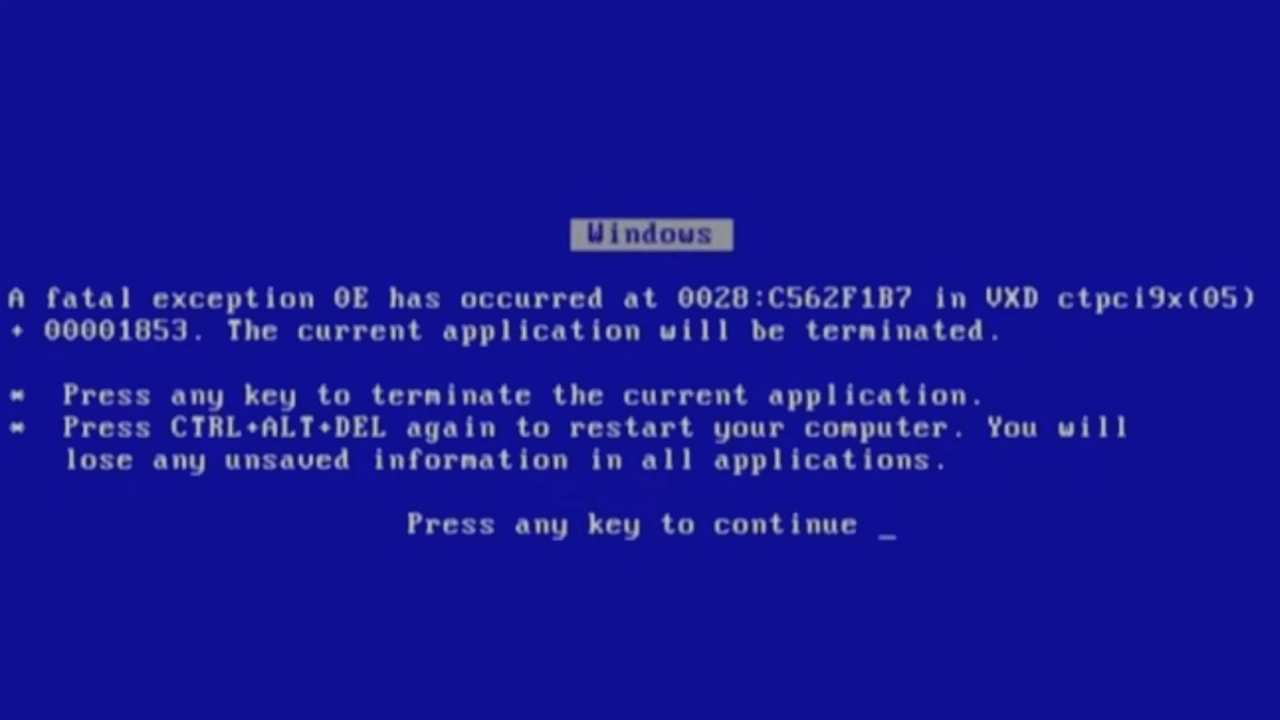 Windows
A fatal exception 0E has occurred at 0028:C562F1B7 in VXD ctpci9x(05)
+ 00001853. The current application will be terminated.
* Press any key to terminate the current application.
* Press CTRL+ALT+DEL again to restart your computer. You will
lose any unsaved information in all applications.
Press any key to continue _